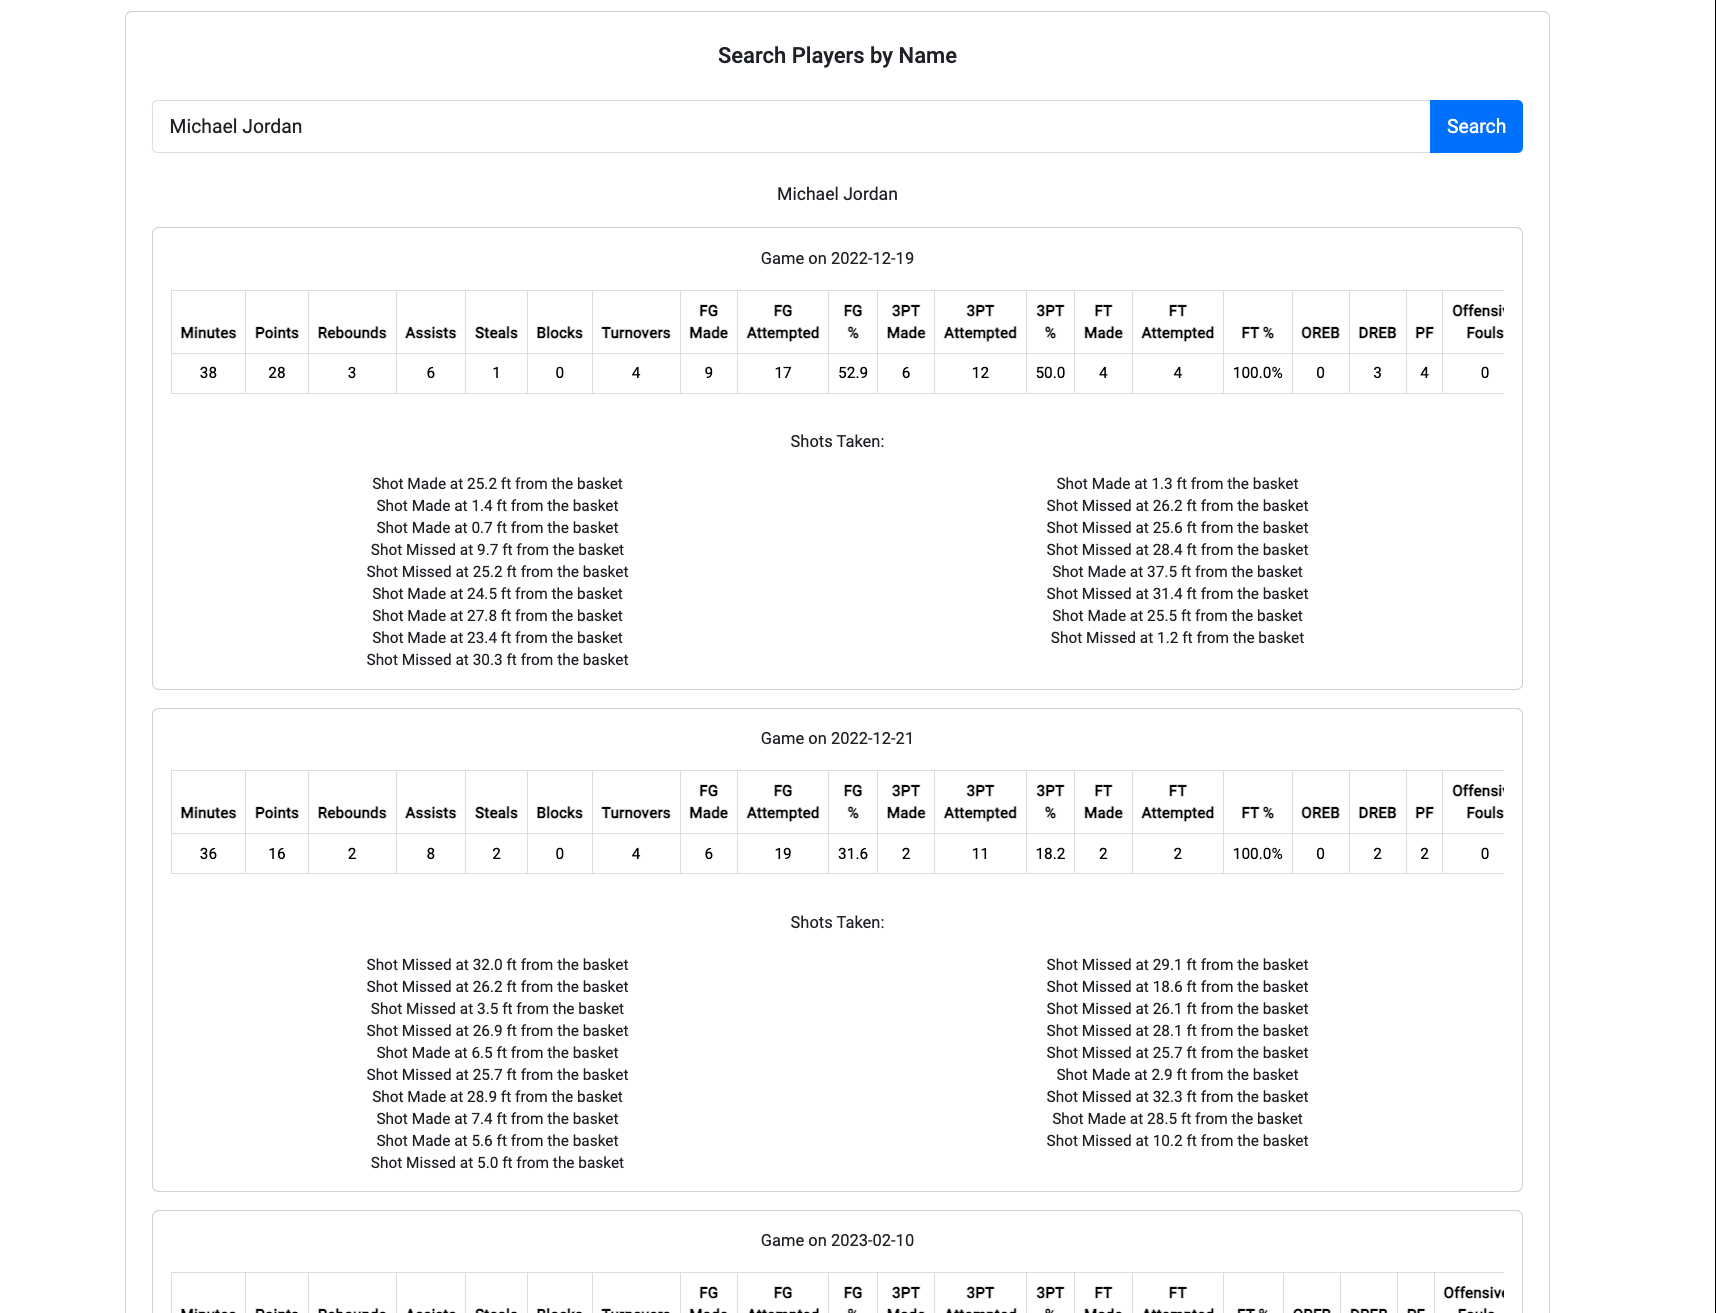 Search Players by Name
Michael Jordan
Search
Michael Jordan
Game on 2022-12-19
Minutes Points Rebounds Assists Steals Blocks Turnovers FG Made FG Attempted FG % 3PT Made 3PT Attempted 3PT % FT Made FT Attempted FT % OREB DREB PF Offensiv Fouls
38 28 3 6 1 0 4 9 17 52.9 6 12 50.0 4 4 100.0% 0 3 4 0
Shots Taken:
Shot Made at 25.2 ft from the basket
Shot Made at 1.4 ft from the basket
Shot Made at 0.7 ft from the basket
Shot Missed at 9.7 ft from the basket
Shot Missed at 25.2 ft from the basket
Shot Made at 24.5 ft from the basket
Shot Made at 27.8 ft from the basket
Shot Made at 23.4 ft from the basket
Shot Missed at 30.3 ft from the basket
Shot Made at 1.3 ft from the basket
Shot Missed at 26.2 ft from the basket
Shot Missed at 25.6 ft from the basket
Shot Missed at 28.4 ft from the basket
Shot Made at 37.5 ft from the basket
Shot Missed at 31.4 ft from the basket
Shot Made at 25.5 ft from the basket
Shot Missed at 1.2 ft from the basket
Game on 2022-12-21
Minutes Points Rebounds Assists Steals Blocks Turnovers FG Made FG Attempted FG % 3PT Made 3PT Attempted 3PT % FT Made FT Attempted FT % OREB DREB PF Offensiv Fouls
36 16 2 8 2 0 4 6 19 31.6 2 11 18.2 2 2 100.0% 0 2 2 0
Shots Taken:
Shot Missed at 32.0 ft from the basket
Shot Missed at 26.2 ft from the basket
Shot Missed at 3.5 ft from the basket
Shot Missed at 26.9 ft from the basket
Shot Made at 6.5 ft from the basket
Shot Missed at 25.7 ft from the basket
Shot Made at 28.9 ft from the basket
Shot Made at 7.4 ft from the basket
Shot Made at 5.6 ft from the basket
Shot Missed at 5.0 ft from the basket
Shot Missed at 29.1 ft from the basket
Shot Missed at 18.6 ft from the basket
Shot Missed at 26.1 ft from the basket
Shot Missed at 28.1 ft from the basket
Shot Missed at 25.7 ft from the basket
Shot Made at 2.9 ft from the basket
Shot Missed at 32.3 ft from the basket
Shot Made at 28.5 ft from the basket
Shot Missed at 10.2 ft from the basket
Game on 2023-02-10
Minutes Points Rebounds Assists Steals Blocks Turnovers FG Made FG Attempted FG % 3PT Made 3PT Attempted 3PT % FT Made FT Attempted FT % OREB DREB PF Offensive Fouls